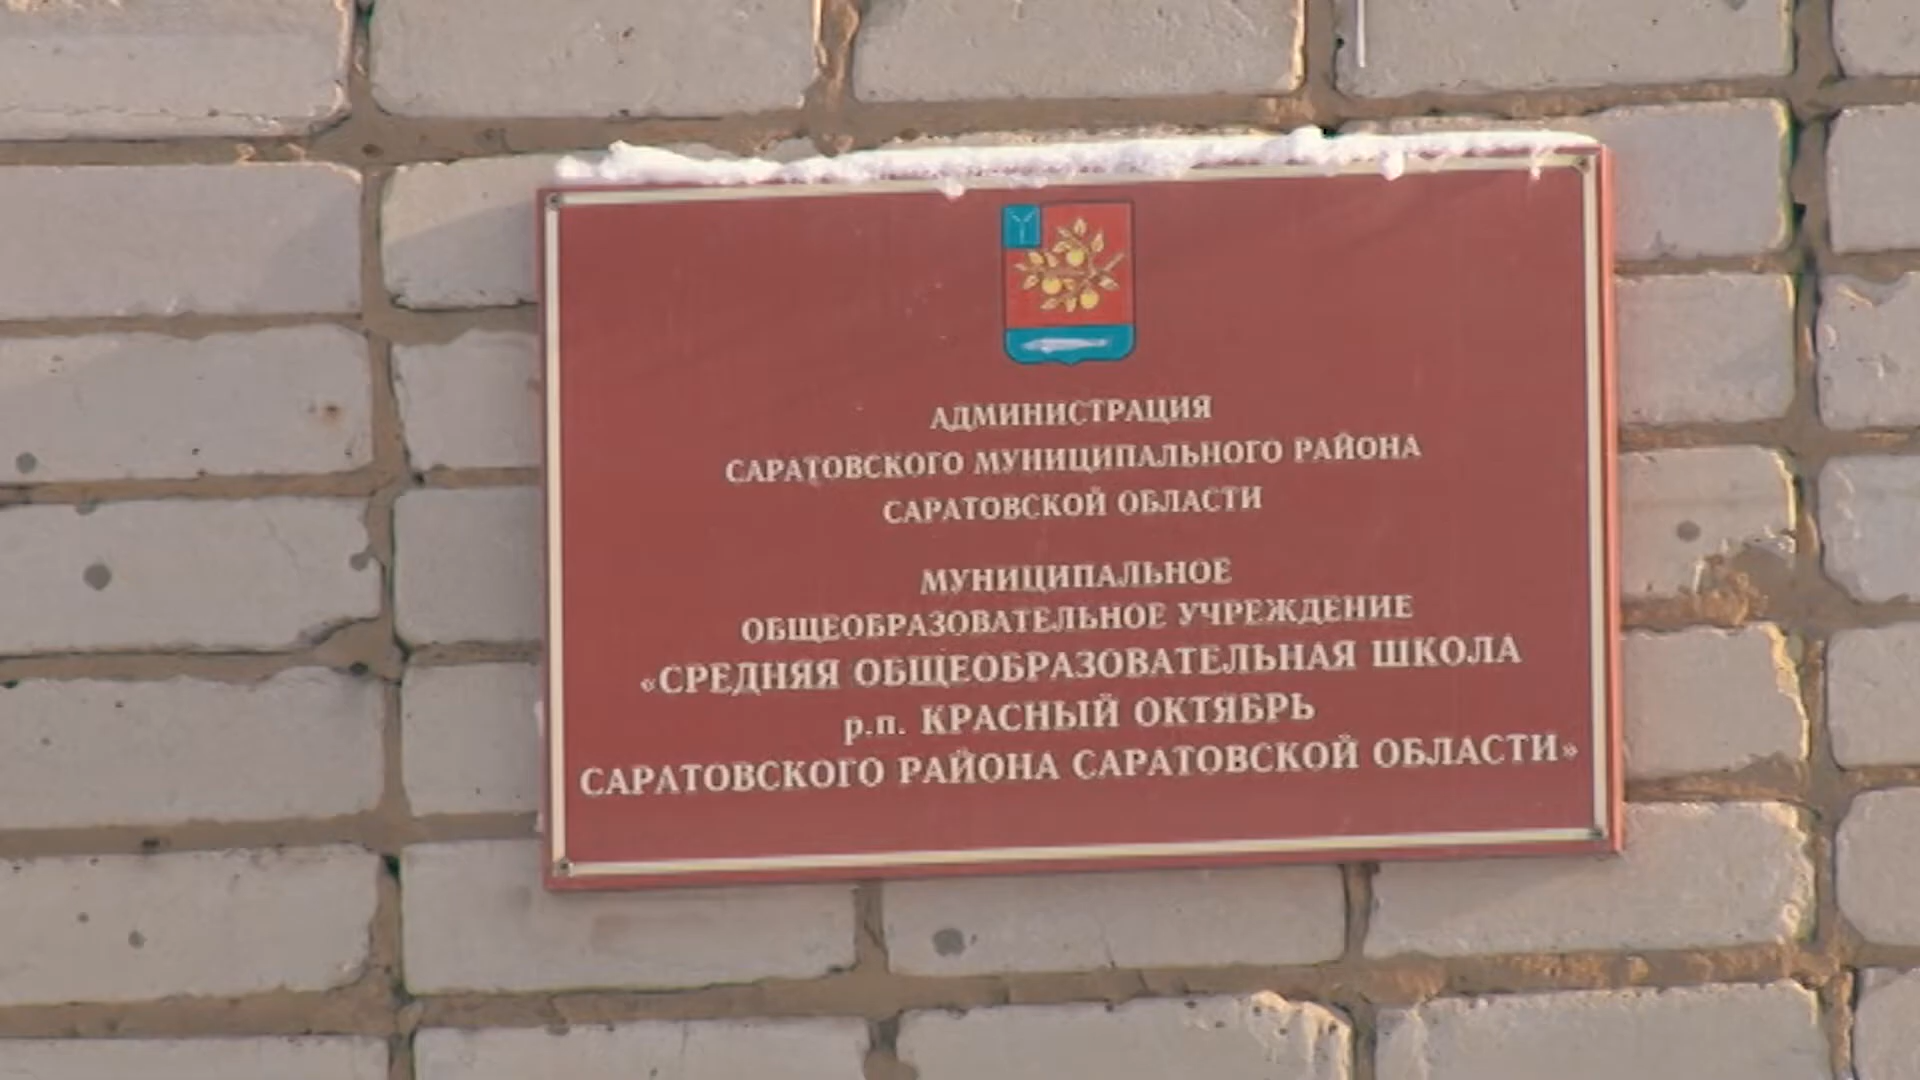 АДМИНИСТРАЦИЯ
САРАТОВСКОГО МУНИЦИПАЛЬНОГО РАЙОНА
САРАТОВСКОЙ ОБЛАСТИ
МУНИЦИПАЛЬНОЕ
ОБЩЕОБРАЗОВАТЕЛЬНОЕ УЧРЕЖДЕНИЕ
«СРЕДНЯЯ ОБЩЕОБРАЗОВАТЕЛЬНАЯ ШКОЛА
р.п. КРАСНЫЙ ОКТЯБРЬ
САРАТОВСКОГО РАЙОНА САРАТОВСКОЙ ОБЛАСТИ»